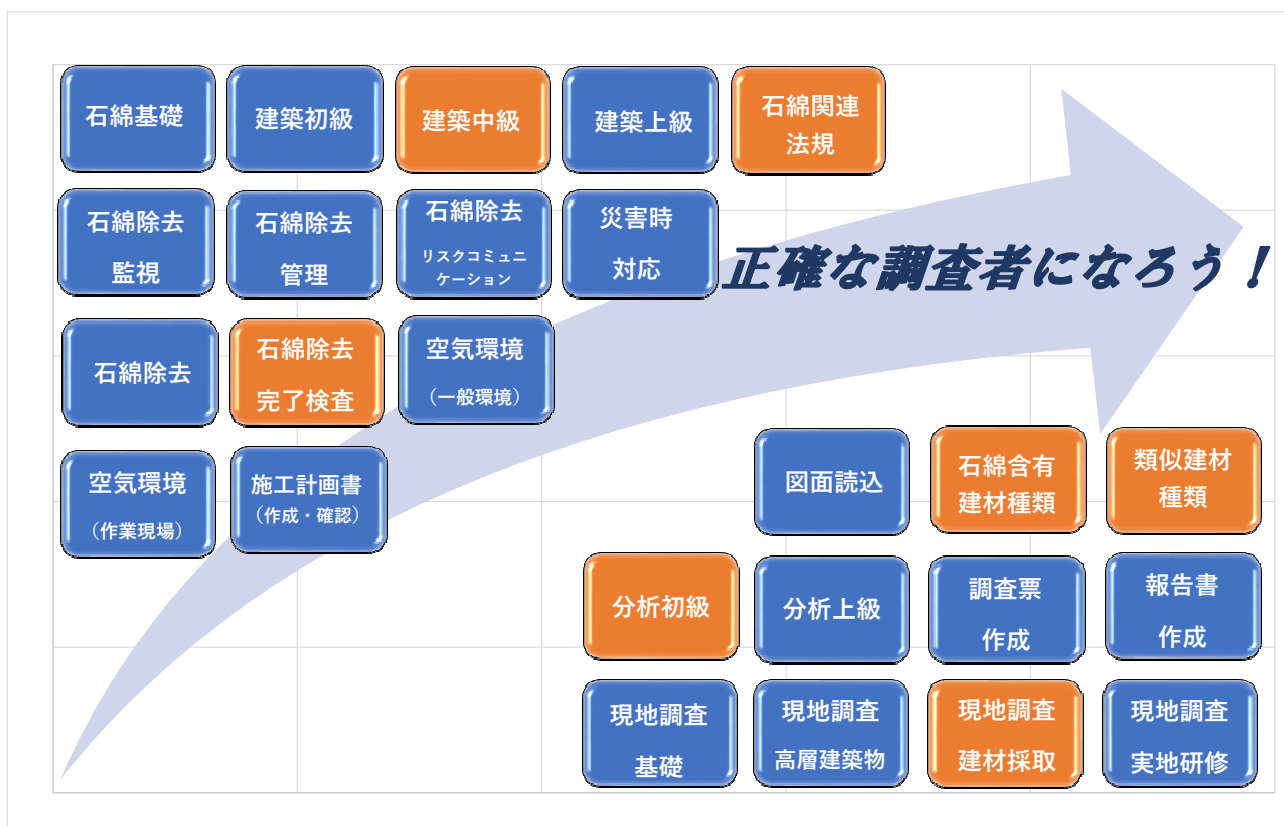 石綿基礎
建築初級
建築中級
建築上級
石綿関連
法規
石綿除去
監視
石綿除去
管理
石綿除去
リスクコミュニ
ケーション
災害時
対応
正確な調査者になろう！
石綿除去
石綿除去
完了検査
空気環境
（一般環境）
空気環境
（作業現場）
施工計画書
（作成・確認）
図面読込
石綿含有
建材種類
類似建材
種類
分析初級
分析上級
調査票
作成
報告書
作成
現地調査
基礎
現地調査
高層建築物
現地調査
建材採取
現地調査
実地研修